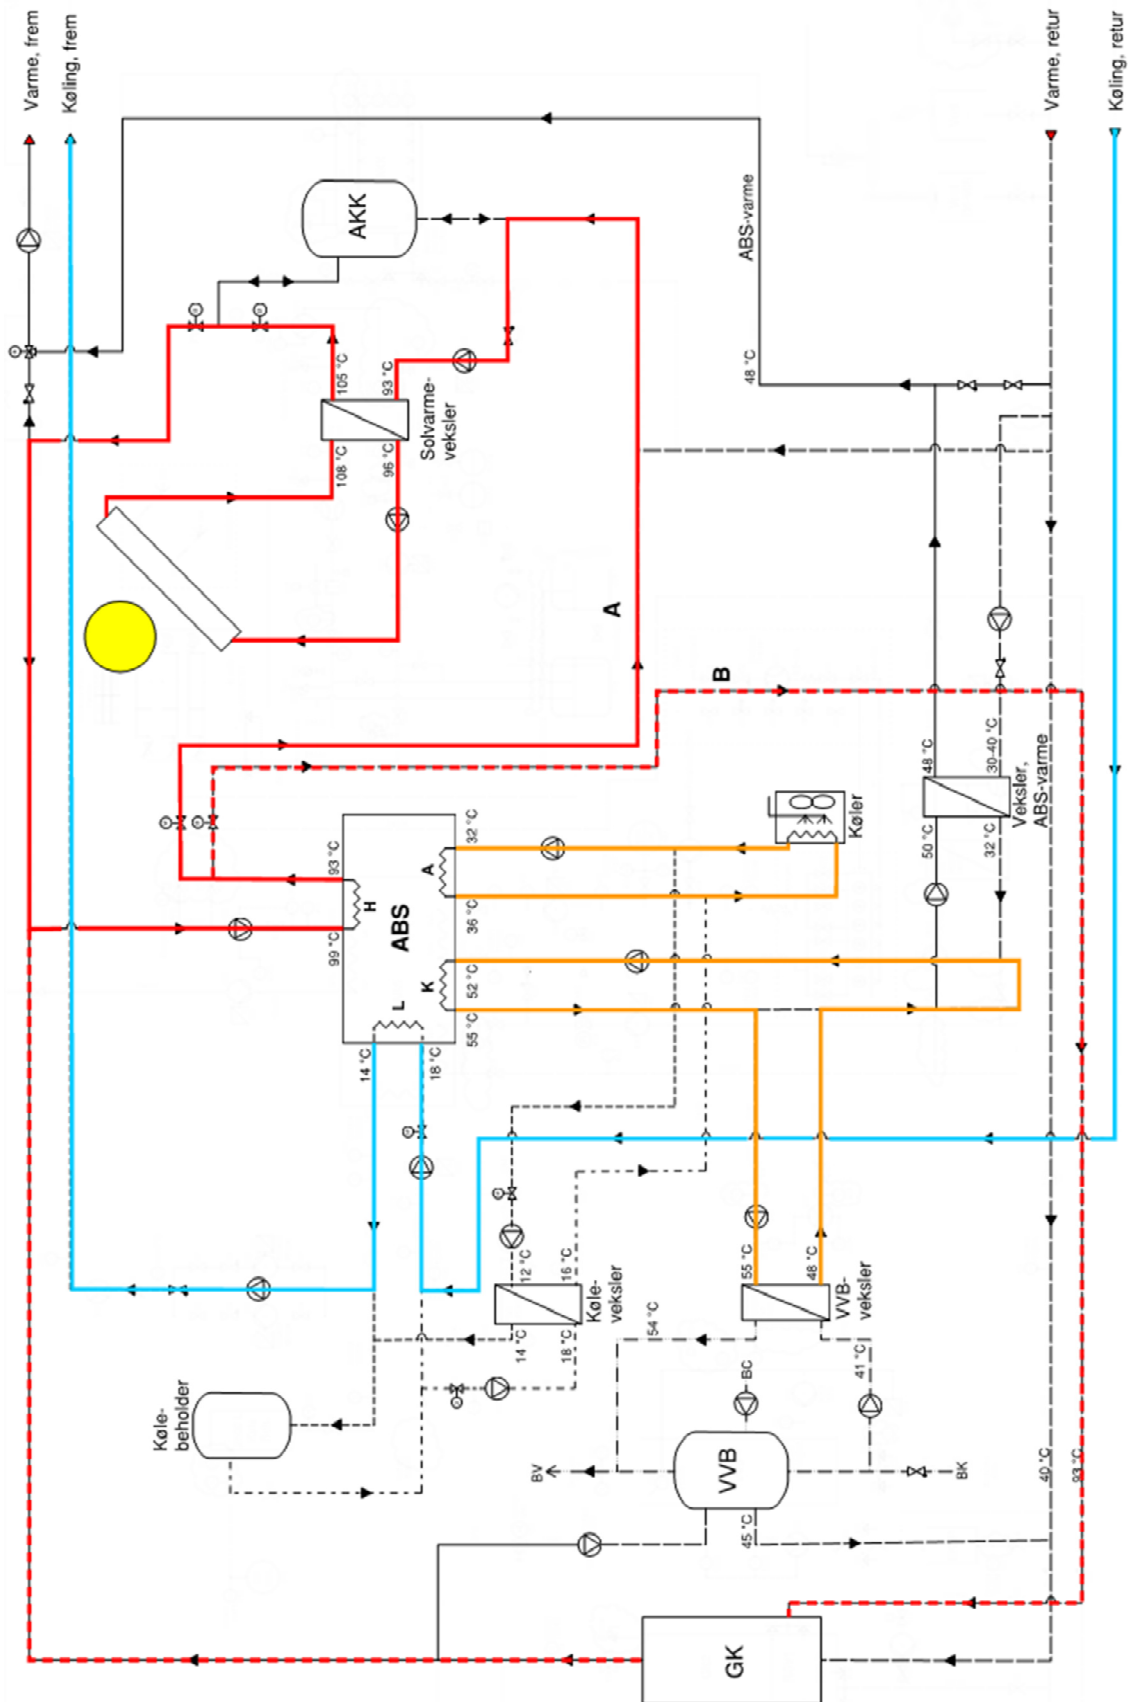 Varme, frem
Køling, frem
Varme, retur
Køling, retur
AKK
ABS-varme
48 °C
105 °C
93 °C
Solvarme-
veksler
108 °C
96 °C
A
B
93 °C
H
99 °C
ABS
A
32 °C
36 °C
K
52 °C
55 °C
L
14 °C
18 °C
Køler
48 °C
30-40 °C
Veksler,
ABS-varme
50 °C
32 °C
12 °C
16 °C
Køle-
veksler
14 °C
18 °C
55 °C
48 °C
VVB-
veksler
54 °C
41 °C
Køle-
beholder
BC
BV
VVB
BK
45 °C
40 °C
93 °C
GK